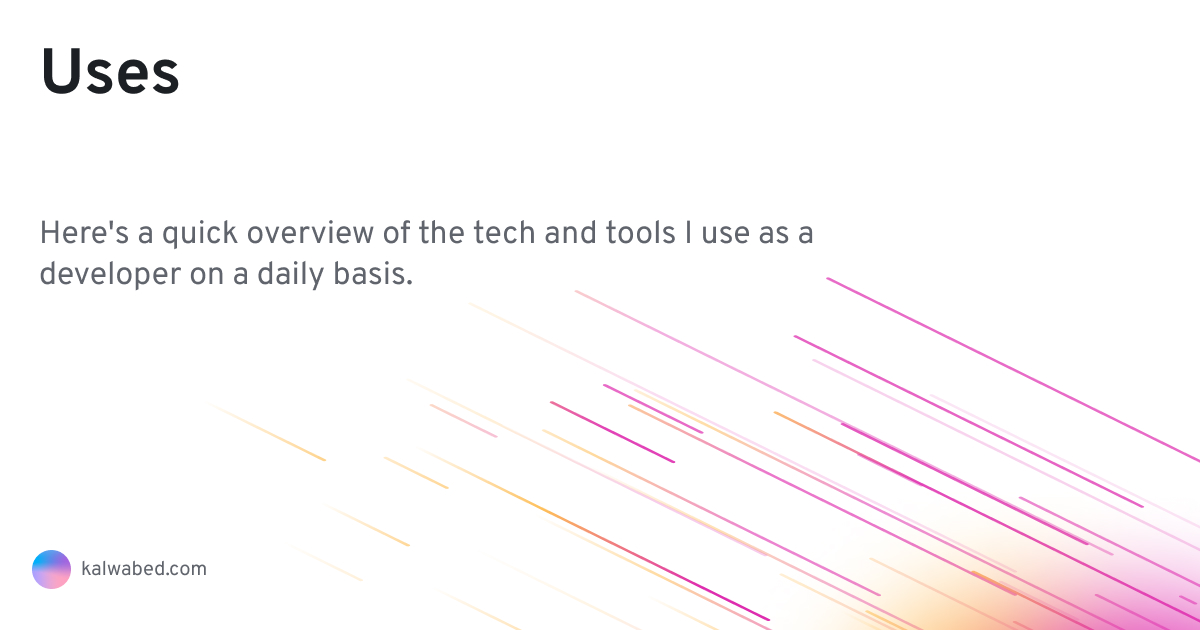 Uses
Here's a quick overview of the tech and tools I use as a
developer on a daily basis.
kalwabed.com